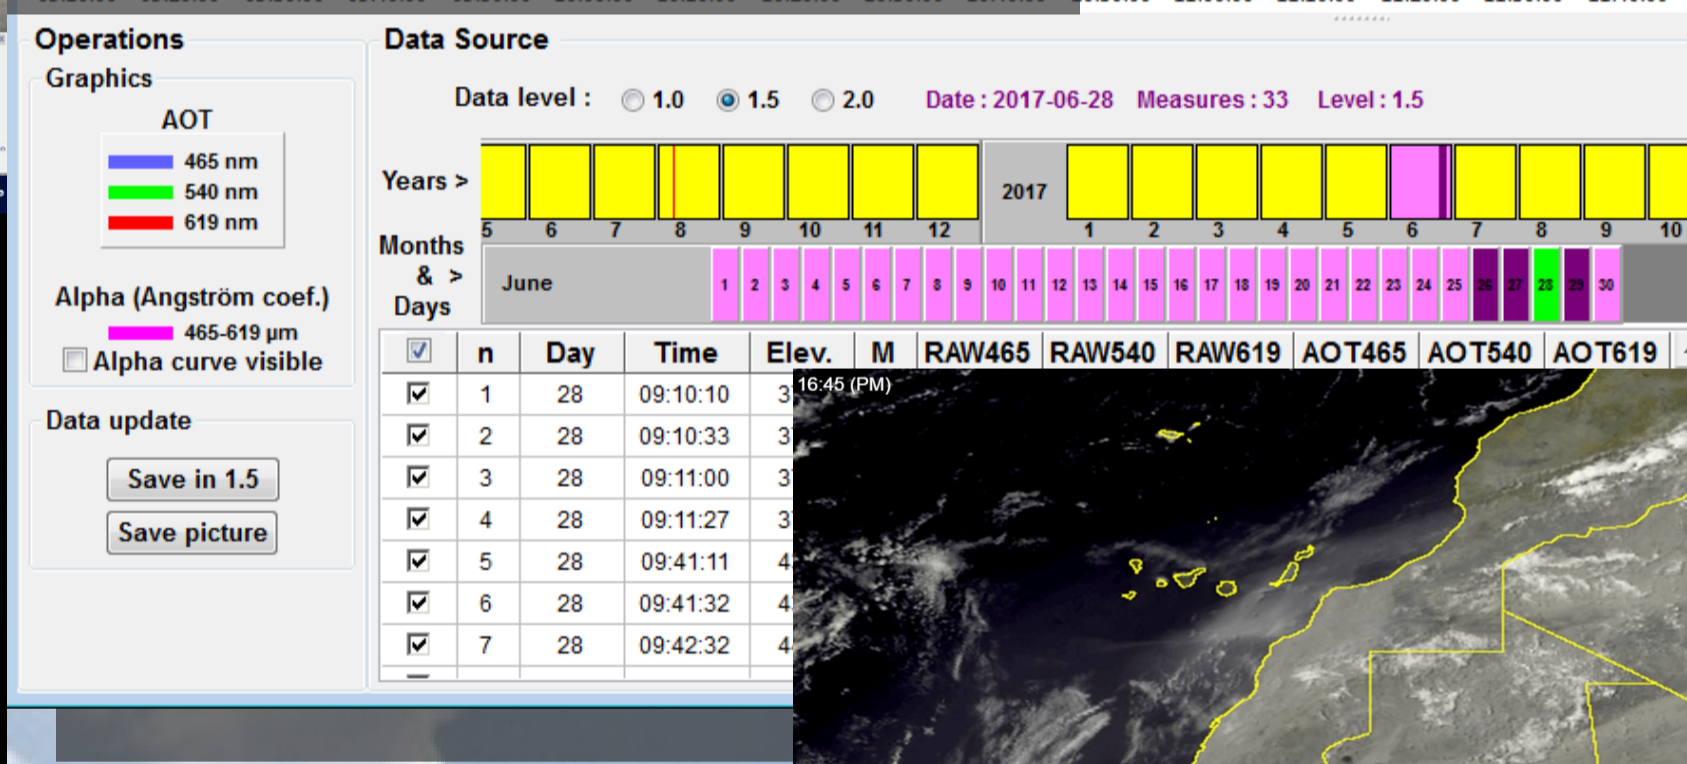 Operations
Graphics
AOT
465 nm
540 nm
619 nm
Alpha (Angström coef.)
465-619 µm
Alpha curve visible
Data update
Save in 1.5
Save picture
Data Source
Data level : 1.0 1.5 2.0 Date : 2017-06-28 Measures : 33 Level : 1.5
Years > 2017
5 6 7 8 9 10 11 12 1 2 3 4 5 6 7 8 9 10
Months & > Days
June 1 2 3 4 5 6 7 8 9 10 11 12 13 14 15 16 17 18 19 20 21 22 23 24 25 26 27 28 29 30
n Day Time Elev. M RAW465 RAW540 RAW619 AOT465 AOT540 AOT619
1 28 09:10:10 3
2 28 09:10:33 3
3 28 09:11:00 3
4 28 09:11:27 3
5 28 09:41:11 4
6 28 09:41:32 4
7 28 09:42:32 4
16:45 (PM)